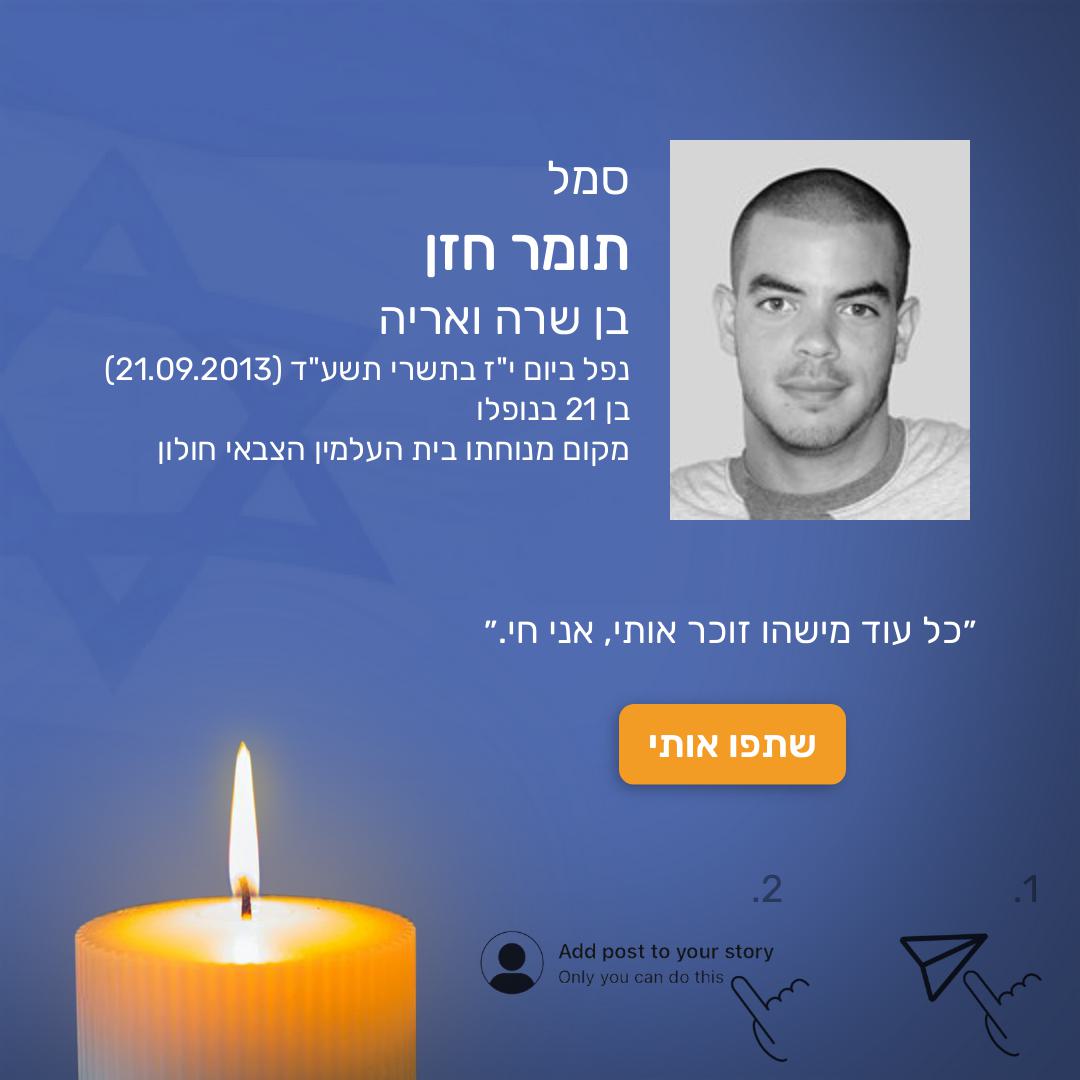 סמל
תומר חזן
בן שרה ואריה
נפל ביום י"ז בתשרי תשע"ד (21.09.2013)
בן 21 בנופלו
מקום מנוחתו בית העלמין הצבאי חולון
״כל עוד מישהו זוכר אותי, אני חי.״
שתפו אותי
1.
2.
Add post to your story
Only you can do this